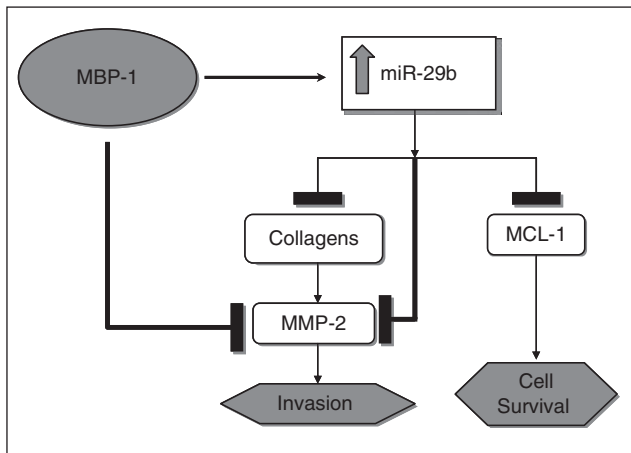 MBP-1
miR-29b
Collagens
MCL-1
MMP-2
Invasion
Cell
Survival